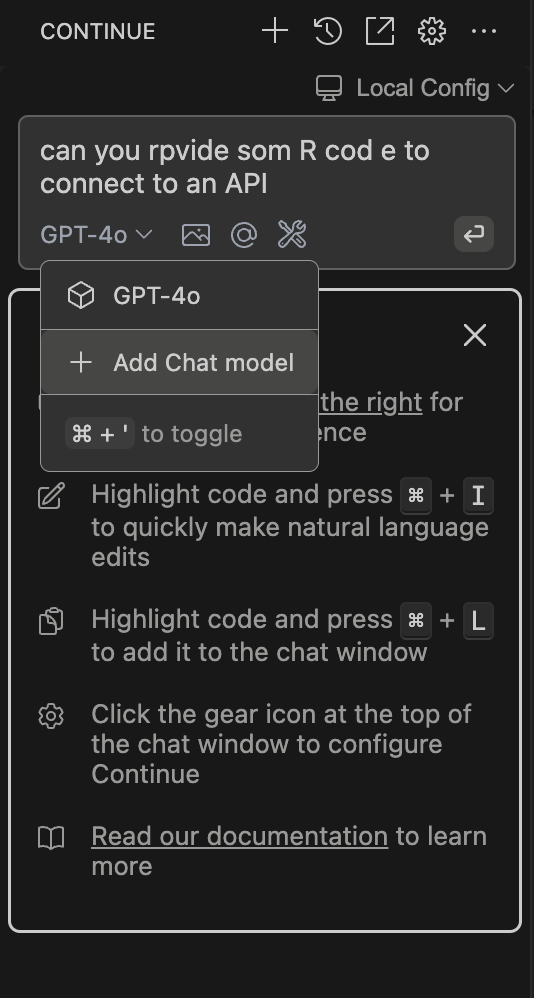 CONTINUE
Local Config
can you rpvide som R cod e to
connect to an API
GPT-4o
GPT-4o
Add Chat model
⌘ + ' to toggle
the right for
ence
Highlight code and press ⌘ + I
to quickly make natural language
edits
Highlight code and press ⌘ + L
to add it to the chat window
Click the gear icon at the top of
the chat window to configure
Continue
Read our documentation to learn
more